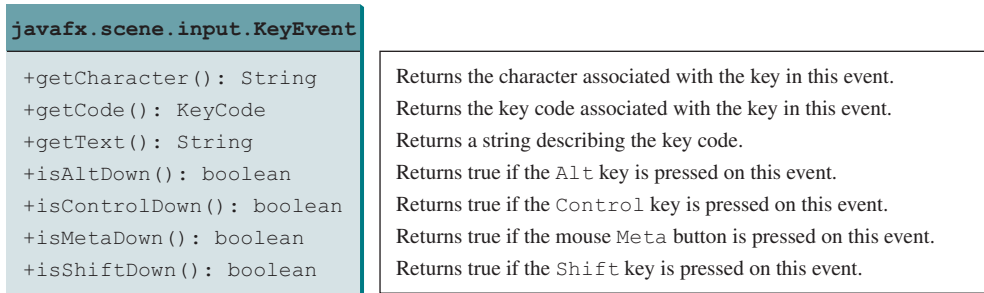 javafx.scene.input.KeyEvent
+getCharacter(): String Returns the character associated with the key in this event.
+getCode(): KeyCode Returns the key code associated with the key in this event.
+getText(): String Returns a string describing the key code.
+isAltDown(): boolean Returns true if the Alt key is pressed on this event.
+isControlDown(): boolean Returns true if the Control key is pressed on this event.
+isMetaDown(): boolean Returns true if the mouse Meta button is pressed on this event.
+isShiftDown(): boolean Returns true if the Shift key is pressed on this event.